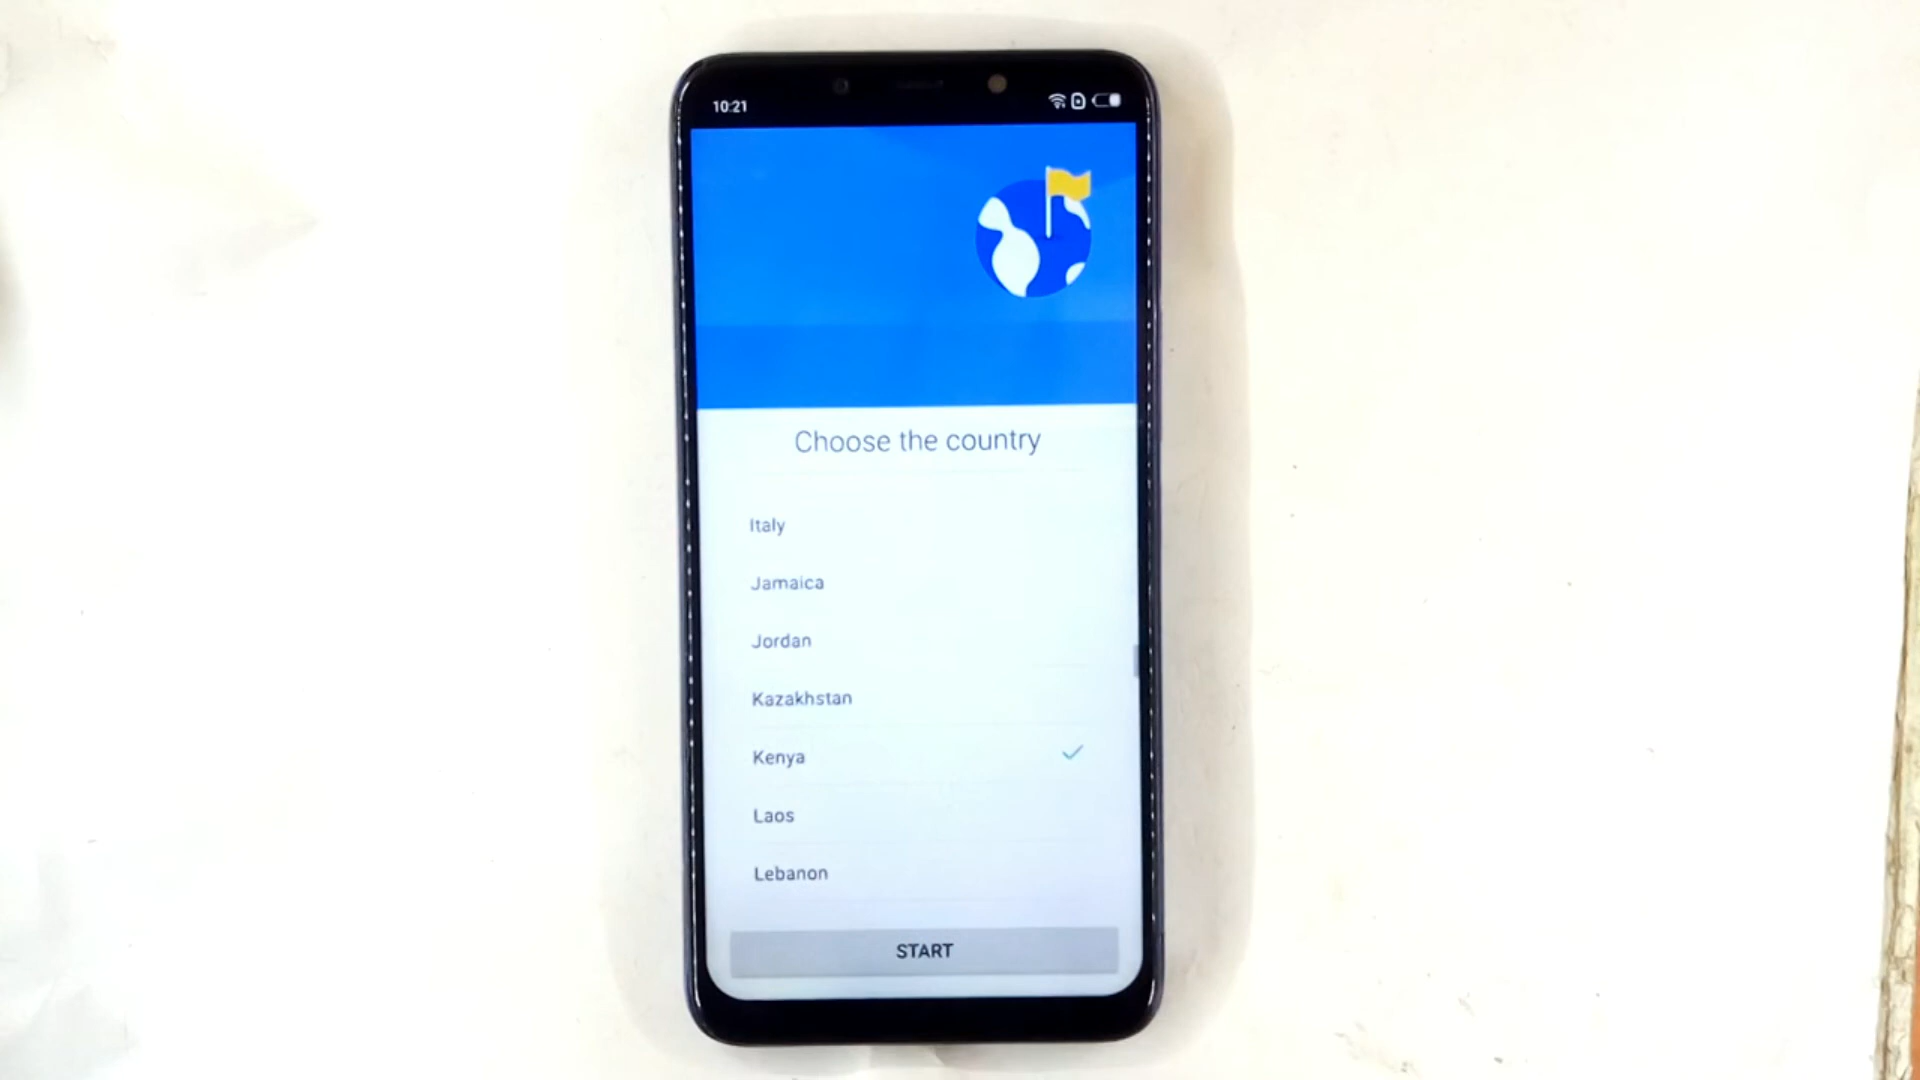 10:21
Choose the country
Italy
Jamaica
Jordan
Kazakhstan
Kenya
Laos
Lebanon
START